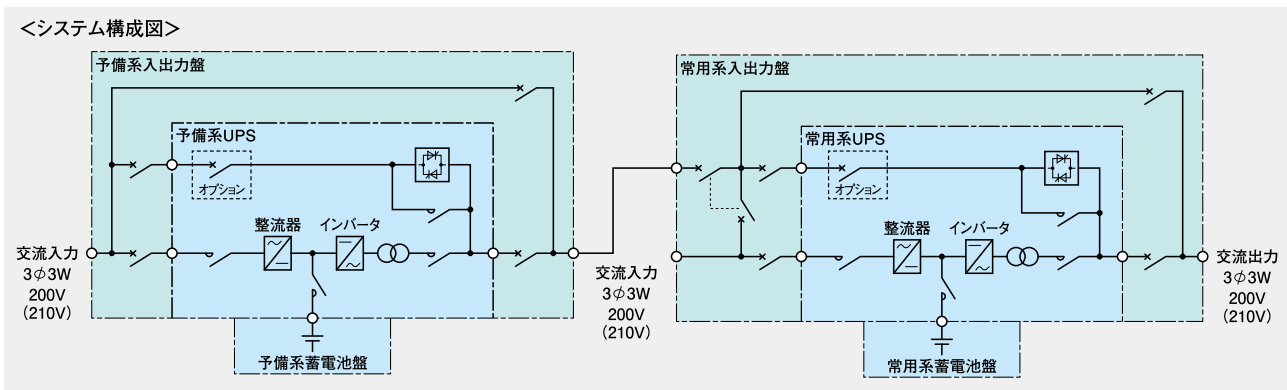 <システム構成図>
予備系入出力盤
予備系UPS
オプション
整流器
インバータ
交流入力
3φ3W
200V
(210V)
予備系蓄電池盤
交流入力
3φ3W
200V
(210V)
常用系入出力盤
常用系UPS
オプション
整流器
インバータ
交流出力
3φ3W
200V
(210V)
常用系蓄電池盤